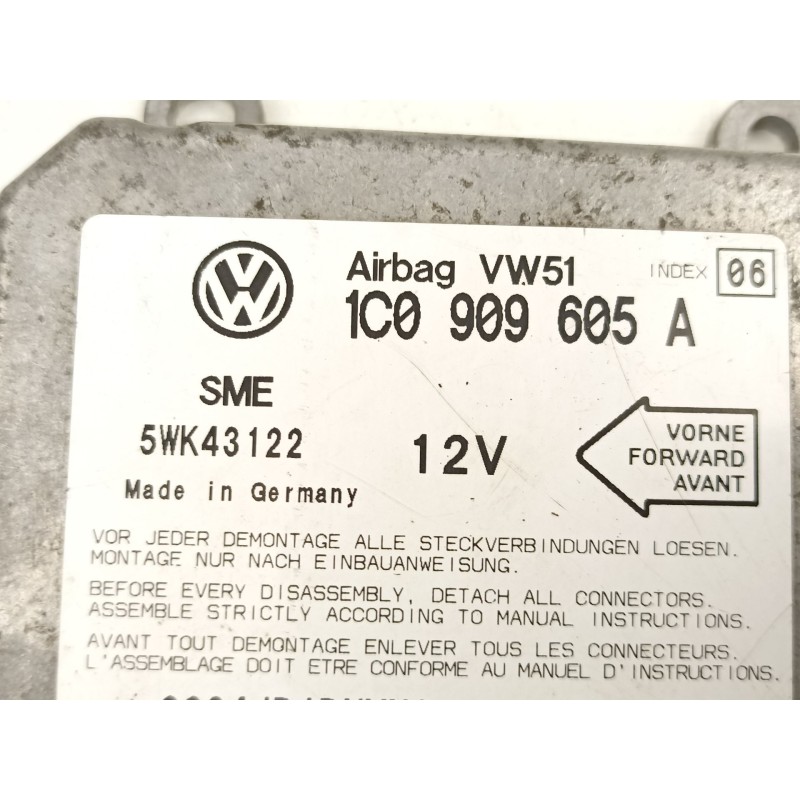 Airbag VW51 INDEX 06
1C0 909 605 A
SME
5WK43122
12V
VORNE
FORWARD
AVANT
Made in Germany
VOR JEDER DEMONTAGE ALLE STECKVERBINDUNGEN LOESEN.
MONTAGE NUR NACH EINBAUANWEISUNG.
BEFORE EVERY DISASSEMBLY, DETACH ALL CONNECTORS.
ASSEMBLE STRICTLY ACCORDING TO MANUAL INSTRUCTIONS.
AVANT TOUT DEMONTAGE ENLEVER TOUS LES CONNECTEURS.
L'ASSEMBLAGE DOIT ETRE CONFORME AU MANUEL D'INSTRUCTIONS.